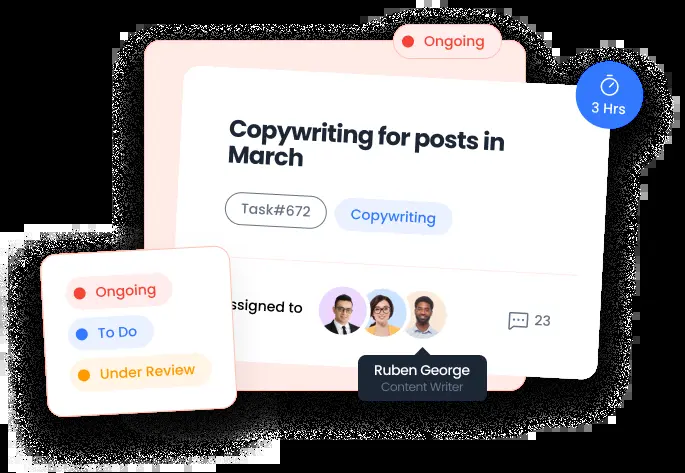 Ongoing
3 Hrs
Copywriting for posts in
March
Task#672
Copywriting
ssigned to
23
Ruben George
Content Writer
Ongoing
To Do
Under Review